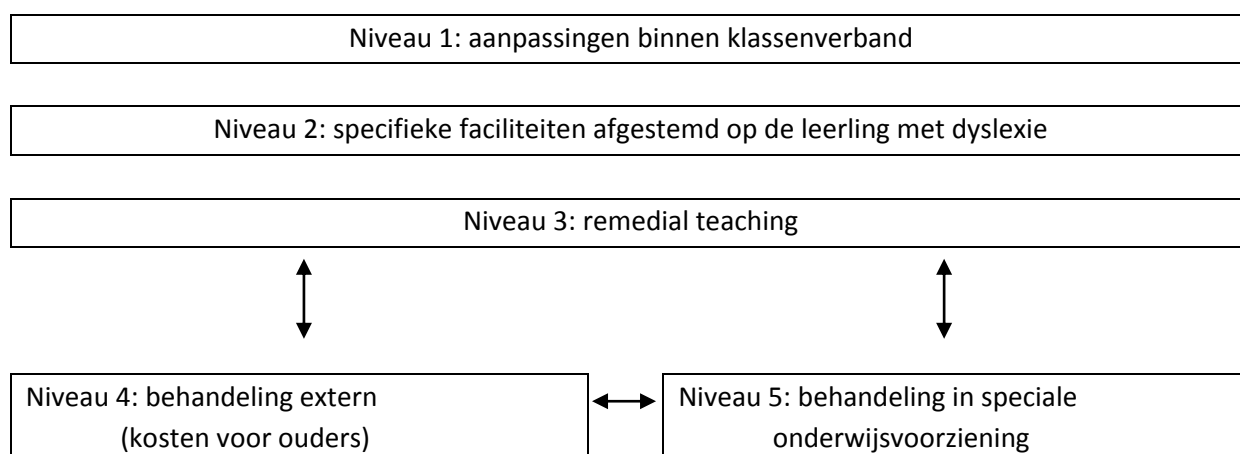 Niveau 1: aanpassingen binnen klassenverband
Niveau 2: specifieke faciliteiten afgestemd op de leerling met dyslexie
Niveau 3: remedial teaching
Niveau 4: behandeling extern
(kosten voor ouders)
Niveau 5: behandeling in speciale
onderwijsvoorziening